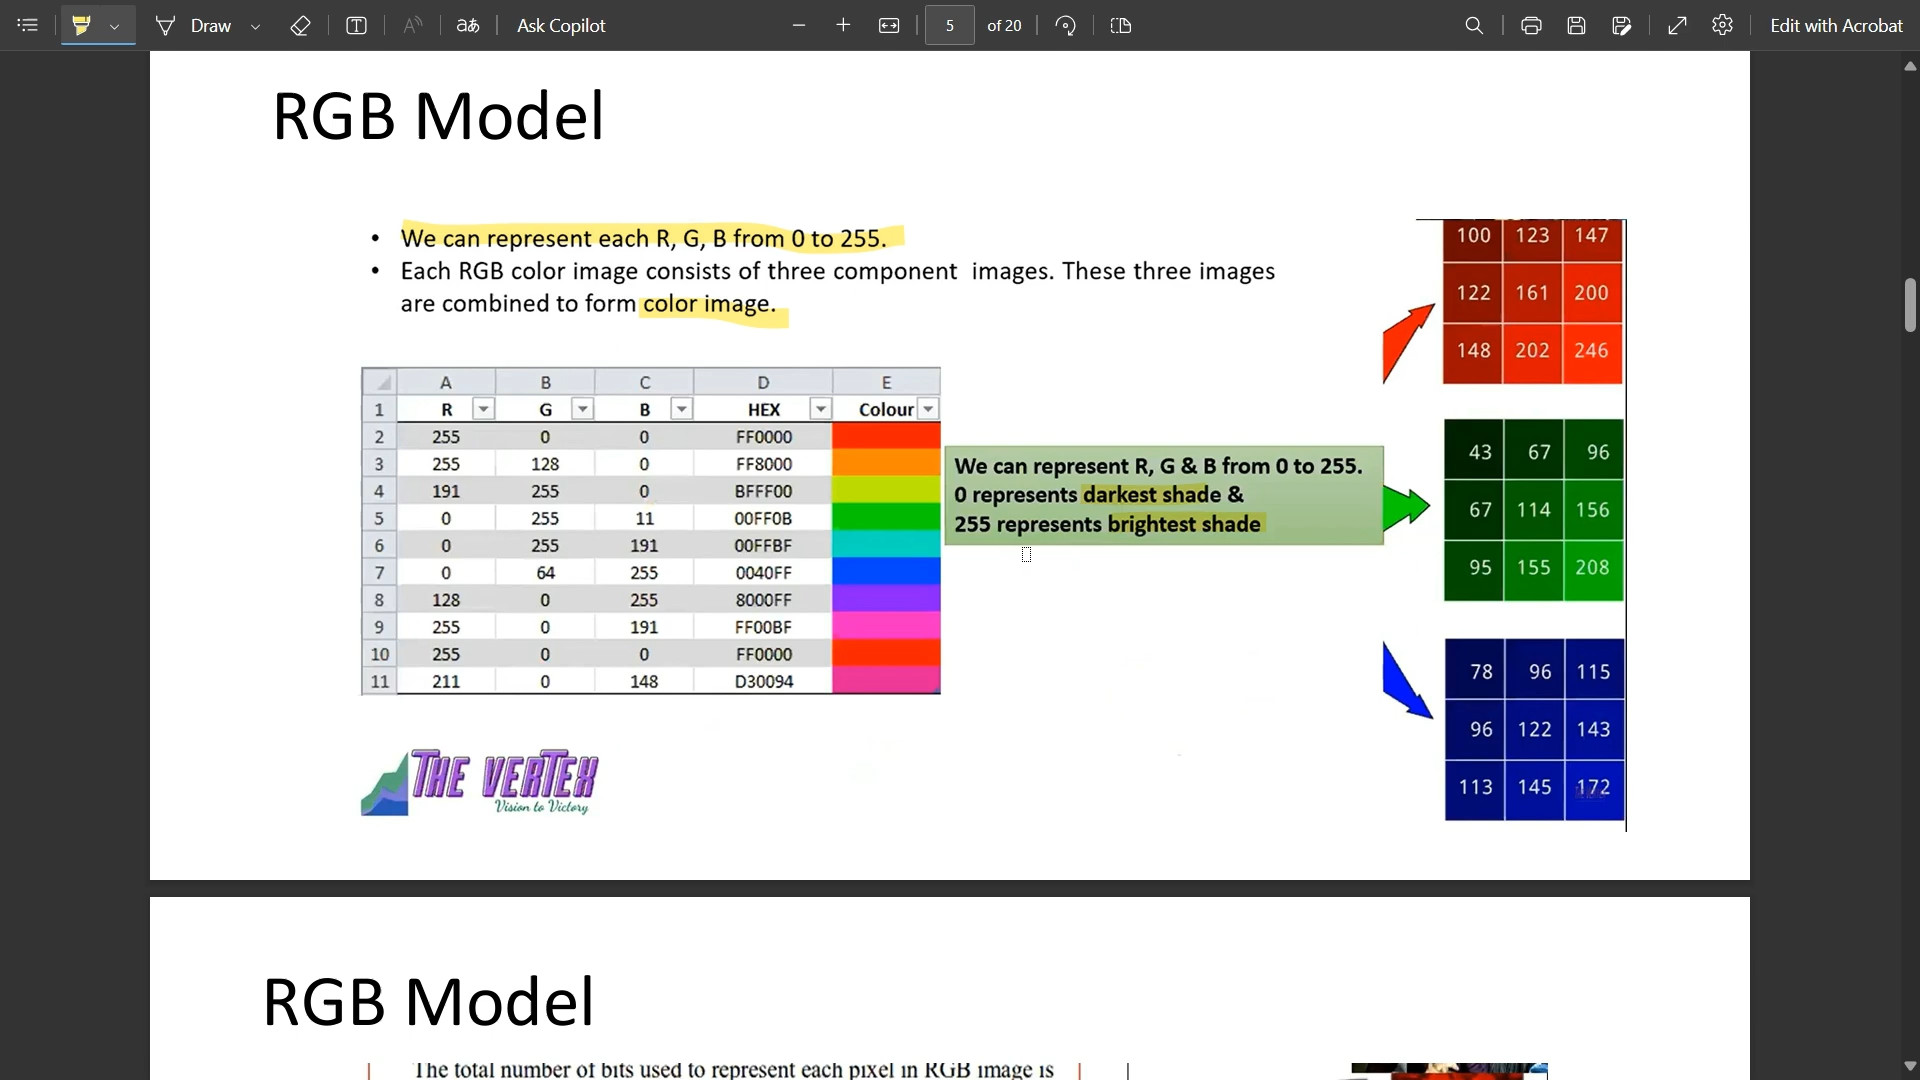 Draw
Ask Copilot
5 of 20
Edit with Acrobat
RGB Model
• We can represent each R, G, B from 0 to 255.
• Each RGB color image consists of three component images. These three images
are combined to form color image.
A B C D E
1 R G B HEX Colour
2 255 0 0 FF0000
3 255 128 0 FF8000
4 191 255 0 BFFF00
5 0 255 11 00FF0B
6 0 255 191 00FFBF
7 0 64 255 0040FF
8 128 0 255 8000FF
9 255 0 191 FF00BF
10 255 0 0 FF0000
11 211 0 148 D30094
We can represent R, G & B from 0 to 255.
0 represents darkest shade &
255 represents brightest shade
100 123 147
122 161 200
148 202 246
43 67 96
67 114 156
95 155 208
78 96 115
96 122 143
113 145 172
THE VERTEX
Vision to Victory
RGB Model
The total number of bits used to represent each pixel in RGB image is